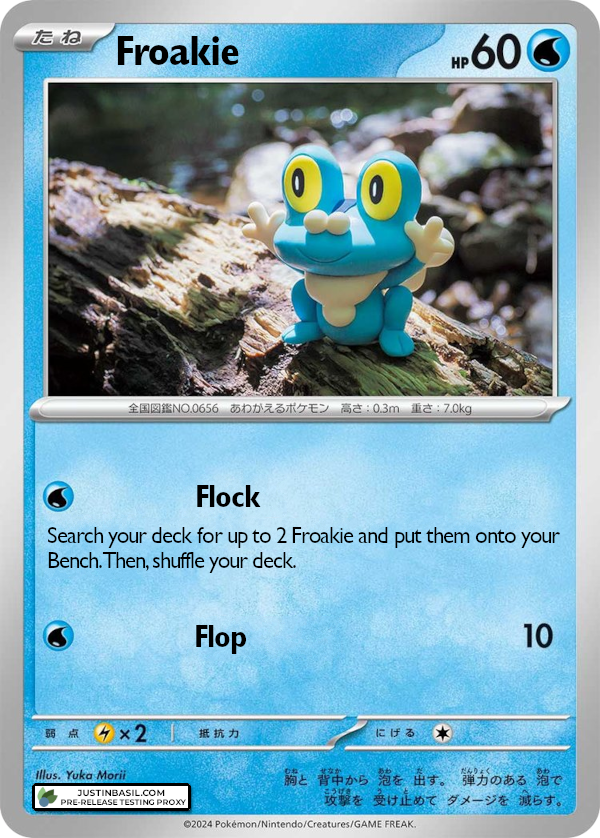 たね Froakie HP60
全国図鑑NO.0656 あわがえるポケモン 高さ:0.3m 重さ:7.0kg
Flock
Search your deck for up to 2 Froakie and put them onto your
Bench. Then, shuffle your deck.
Flop 10
弱点 ×2 抵抗力 にげる
Illus. Yuka Morii
JUSTINBASIL.COM
PRE-RELEASE TESTING PROXY
胸と 背中から 泡を 出す。 弾力のある 泡で
攻撃を 受け止めて ダメージを 減らす。
©2024 Pokémon/Nintendo/Creatures/GAME FREAK.